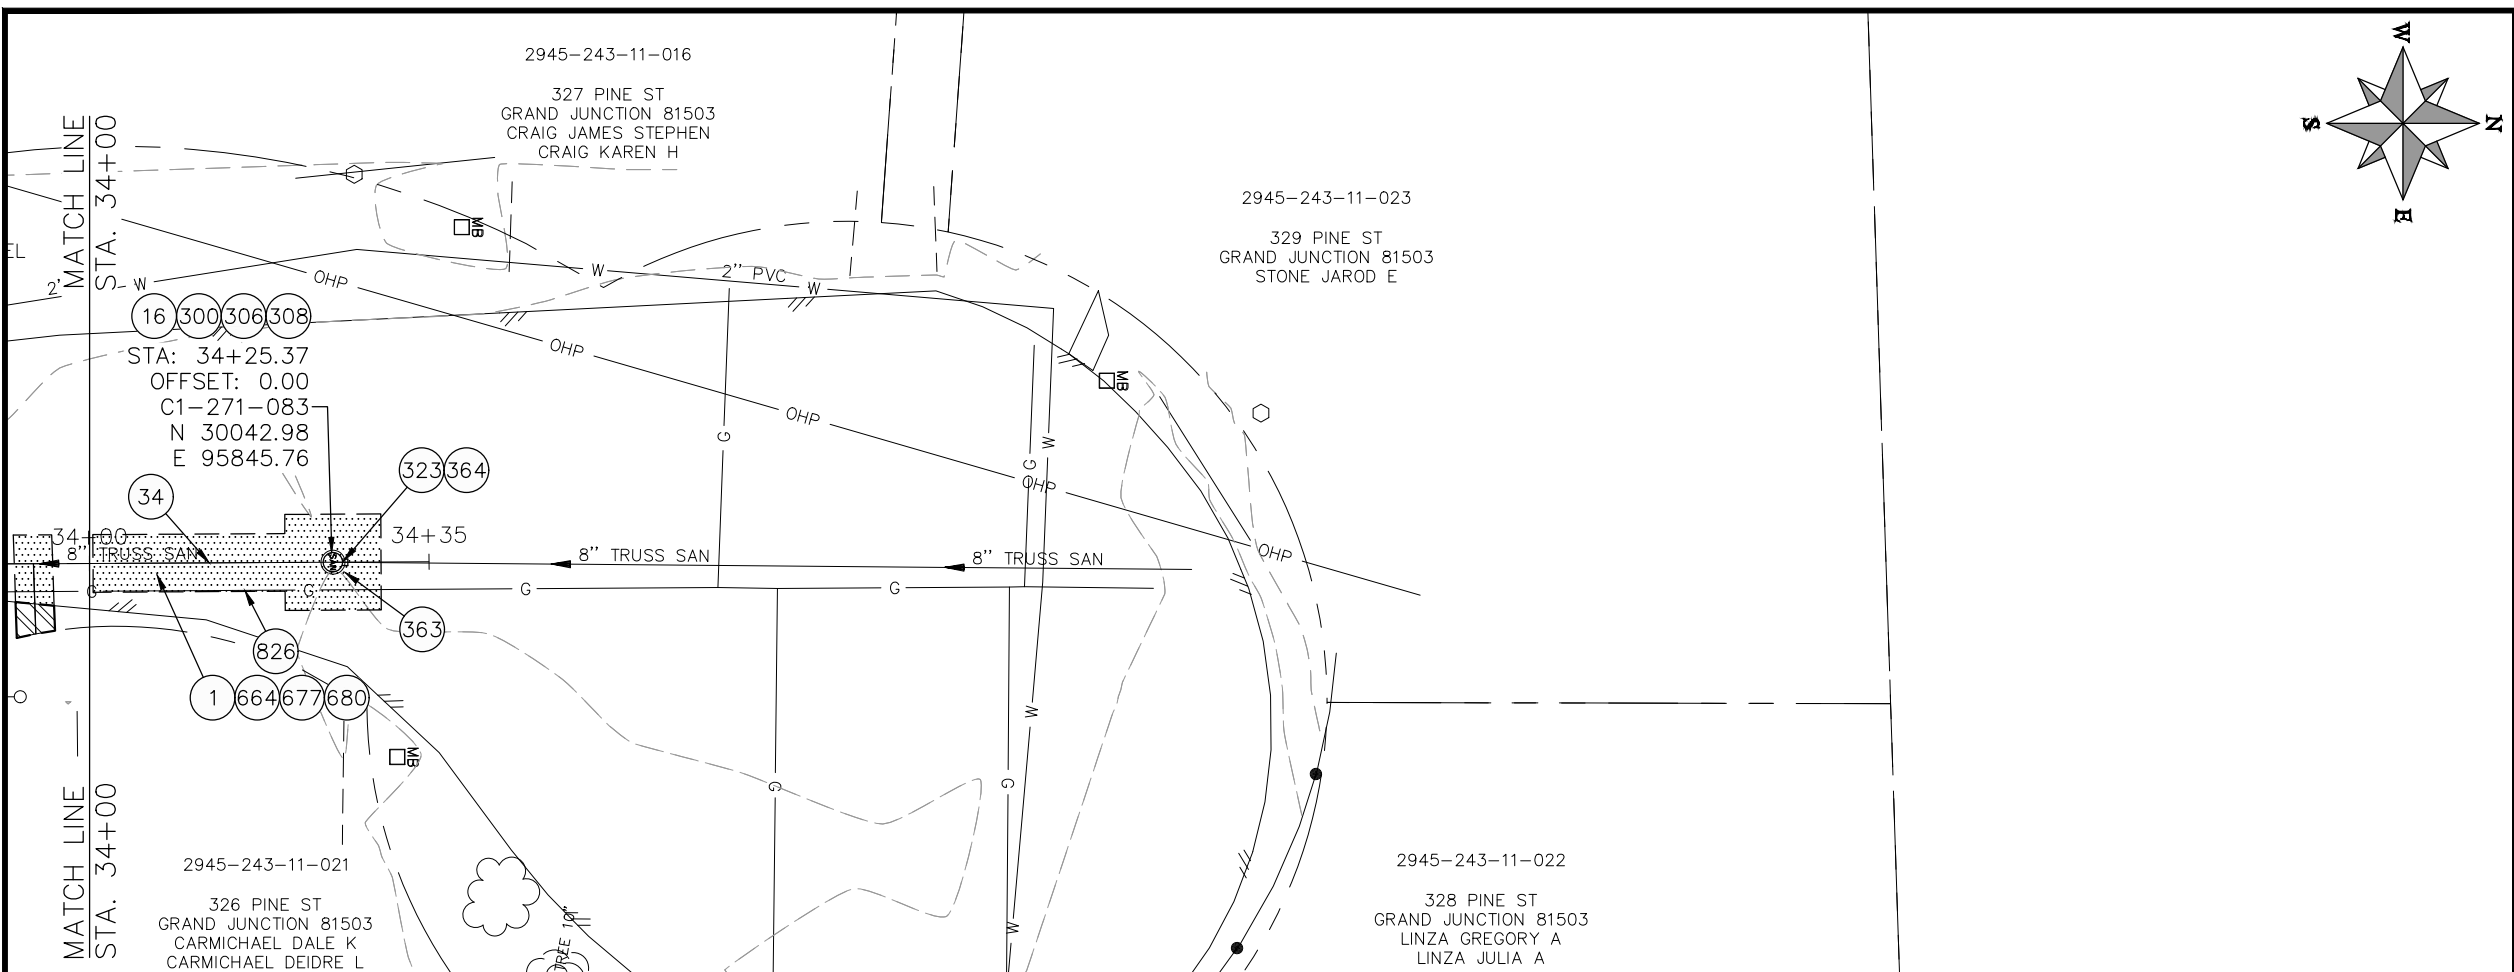 2945-243-11-016
327 PINE ST
GRAND JUNCTION 81503
CRAIG JAMES STEPHEN
CRAIG KAREN H
W
S
N
E
MATCH LINE
STA. 34+00
2945-243-11-023
329 PINE ST
GRAND JUNCTION 81503
STONE JAROD E
MB
EL
OHP
W
2" PVC
W
2'
W
16 300 306 308
STA: 34+25.37
OFFSET: 0.00
C1-271-083
N 30042.98
E 95845.76
OHP
MB
OHP
G
W
G
OHP
323 364
34
34+00
34+35
SAN
8" TRUSS SAN
8" TRUSS SAN
8" TRUSS SAN
OHP
G
G
G
G
363
826
1 664 677 680
W
MB
G
G
MATCH LINE
STA. 34+00
2945-243-11-021
326 PINE ST
GRAND JUNCTION 81503
CARMICHAEL DALE K
CARMICHAEL DEIDRE L
TREE 10"
W
2945-243-11-022
328 PINE ST
GRAND JUNCTION 81503
LINZA GREGORY A
LINZA JULIA A